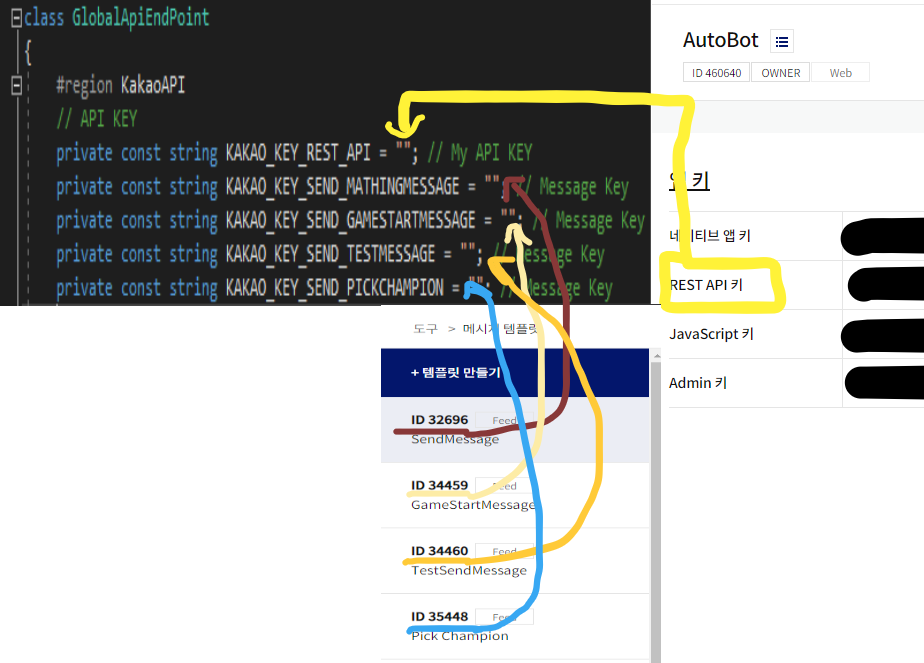 class GlobalApiEndPoint
{
#region KakaoAPI
// API KEY
private const string KAKAO_KEY_REST_API = ""; // My API KEY
private const string KAKAO_KEY_SEND_MATHINGMESSAGE = ""; // Message Key
private const string KAKAO_KEY_SEND_GAMESTARTMESSAGE = ""; // Message Key
private const string KAKAO_KEY_SEND_TESTMESSAGE = ""; // Message Key
private const string KAKAO_KEY_SEND_PICKCHAMPION = ""; // Message Key
AutoBot
ID 460640 OWNER Web
앱 키
네이티브 앱 키
REST API 키
JavaScript 키
Admin 키
도구 > 메시지 템플릿
+ 템플릿 만들기
ID 32696 Feed
SendMessage
ID 34459 Feed
GameStartMessage
ID 34460 Feed
TestSendMessage
ID 35448 Feed
Pick Champion